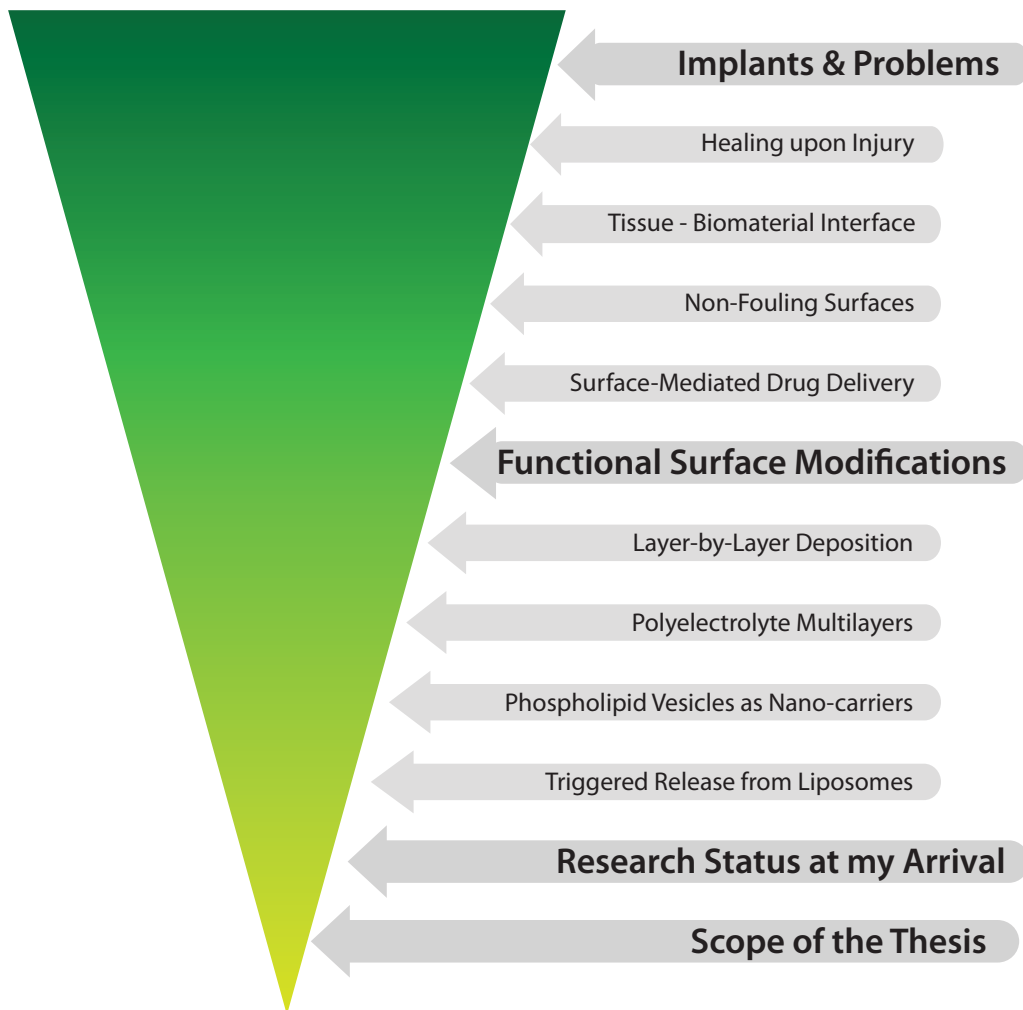 Implants & Problems
Healing upon Injury
Tissue - Biomaterial Interface
Non-Fouling Surfaces
Surface-Mediated Drug Delivery
Functional Surface Modifications
Layer-by-Layer Deposition
Polyelectrolyte Multilayers
Phospholipid Vesicles as Nano-carriers
Triggered Release from Liposomes
Research Status at my Arrival
Scope of the Thesis